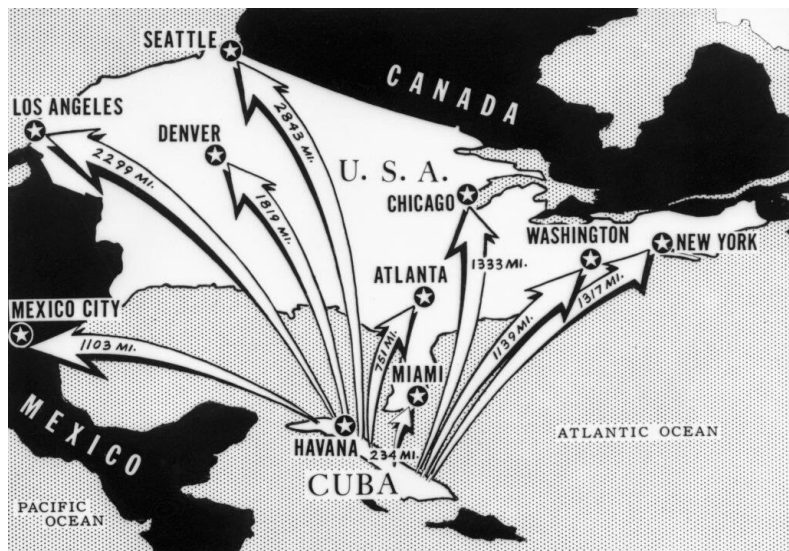 SEATTLE
CANADA
LOS ANGELES
2843 MI.
DENVER
2299 MI.
U. S. A.
CHICAGO
1819 MI.
WASHINGTON
NEW YORK
1333 MI.
ATLANTA
1317 MI.
MEXICO CITY
1103 MI.
751 MI.
1139 MI.
MIAMI
MEXICO
HAVANA
234 MI.
ATLANTIC OCEAN
CUBA
PACIFIC
OCEAN